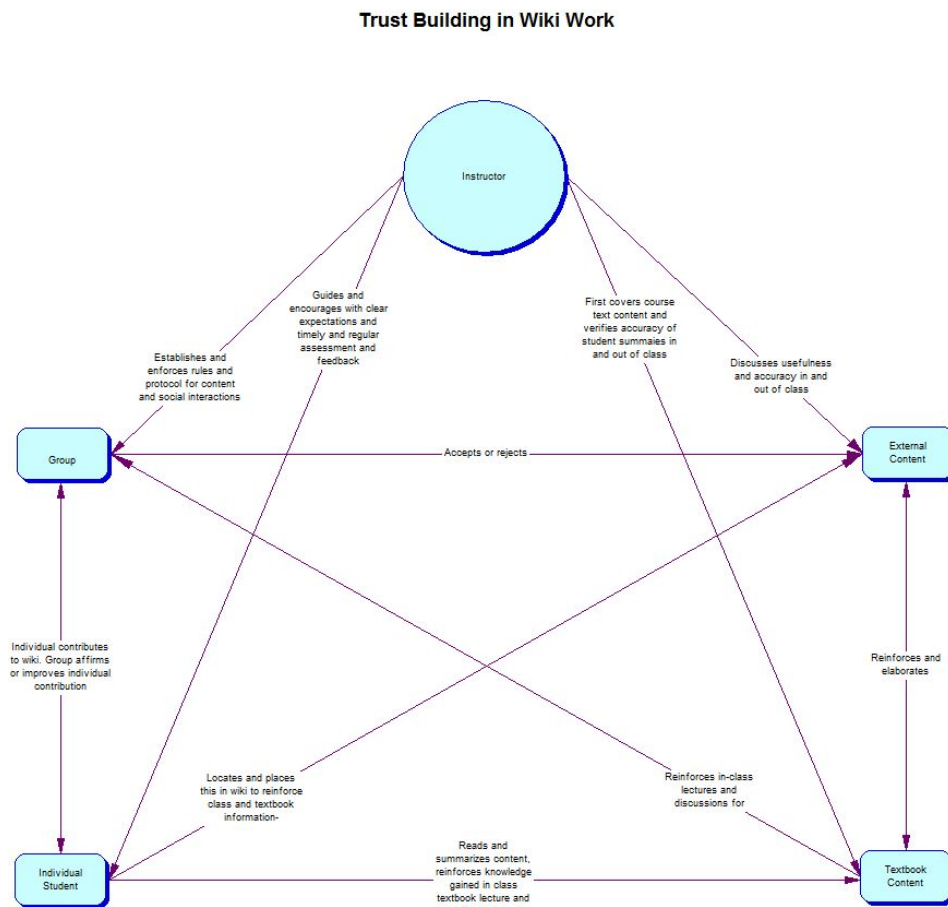 Trust Building in Wiki Work
Instructor
Guides and
encourages with clear
expectations and
timely and regular
assessment and
feedback
First covers course
text content and
verifies accuracy of
student summaies in
and out of class
Establishes and
enforces rules and
protocol for content
and social interactions
Discusses usefulness
and accuracy in and
out of class
Group
Accepts or rejects
External
Content
Individual contributes
to wiki. Group affirms
or improves individual
contribution
Reinforces and
elaborates
Locates and places
this in wiki to reinforce
class and textbook
information-
Reinforces in-class
lectures and
discussions for
Individual
Student
Reads and
summarizes content,
reinforces knowledge
gained in class
textbook lecture and
Textbook
Content